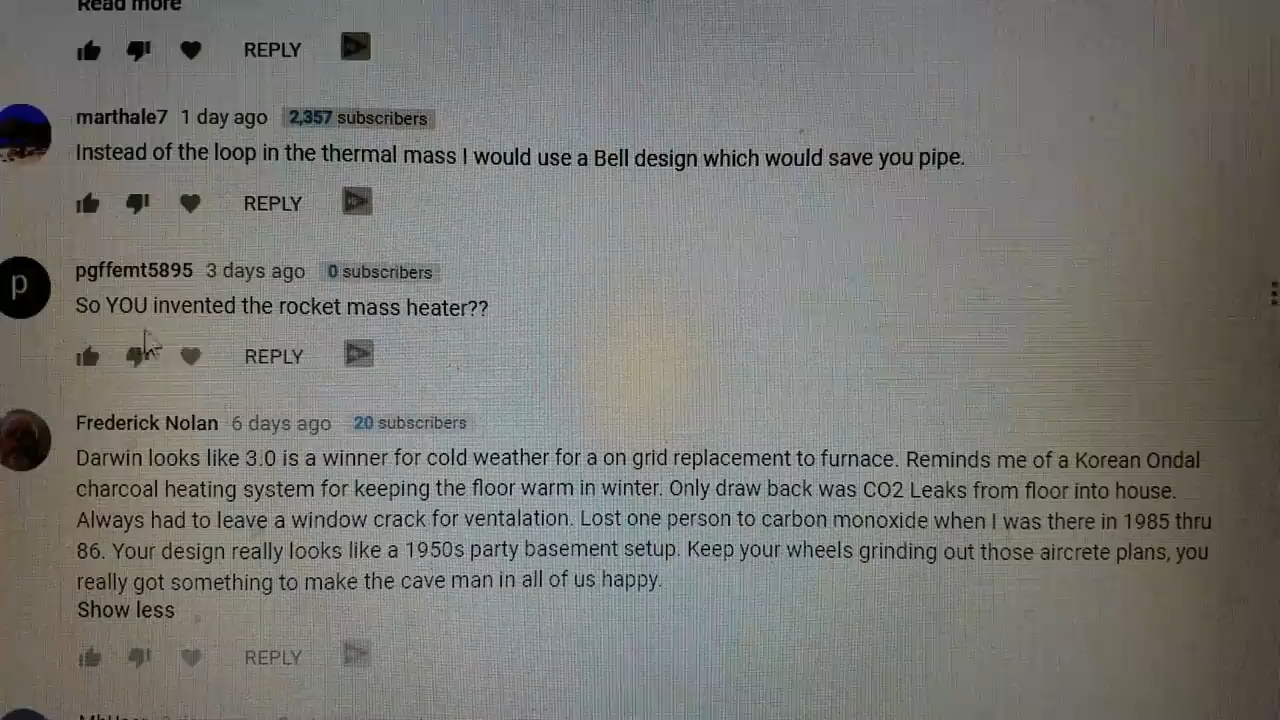 Read more
REPLY
marthale7 1 day ago 2,357 subscribers
Instead of the loop in the thermal mass I would use a Bell design which would save you pipe.
REPLY
p
pgffemt5895 3 days ago 0 subscribers
So YOU invented the rocket mass heater??
REPLY
Frederick Nolan 6 days ago 20 subscribers
Darwin looks like 3.0 is a winner for cold weather for a on grid replacement to furnace. Reminds me of a Korean Ondal
charcoal heating system for keeping the floor warm in winter. Only draw back was CO2 Leaks from floor into house.
Always had to leave a window crack for ventalation. Lost one person to carbon monoxide when I was there in 1985 thru
86. Your design really looks like a 1950s party basement setup. Keep your wheels grinding out those aircrete plans, you
really got something to make the cave man in all of us happy.
Show less
REPLY